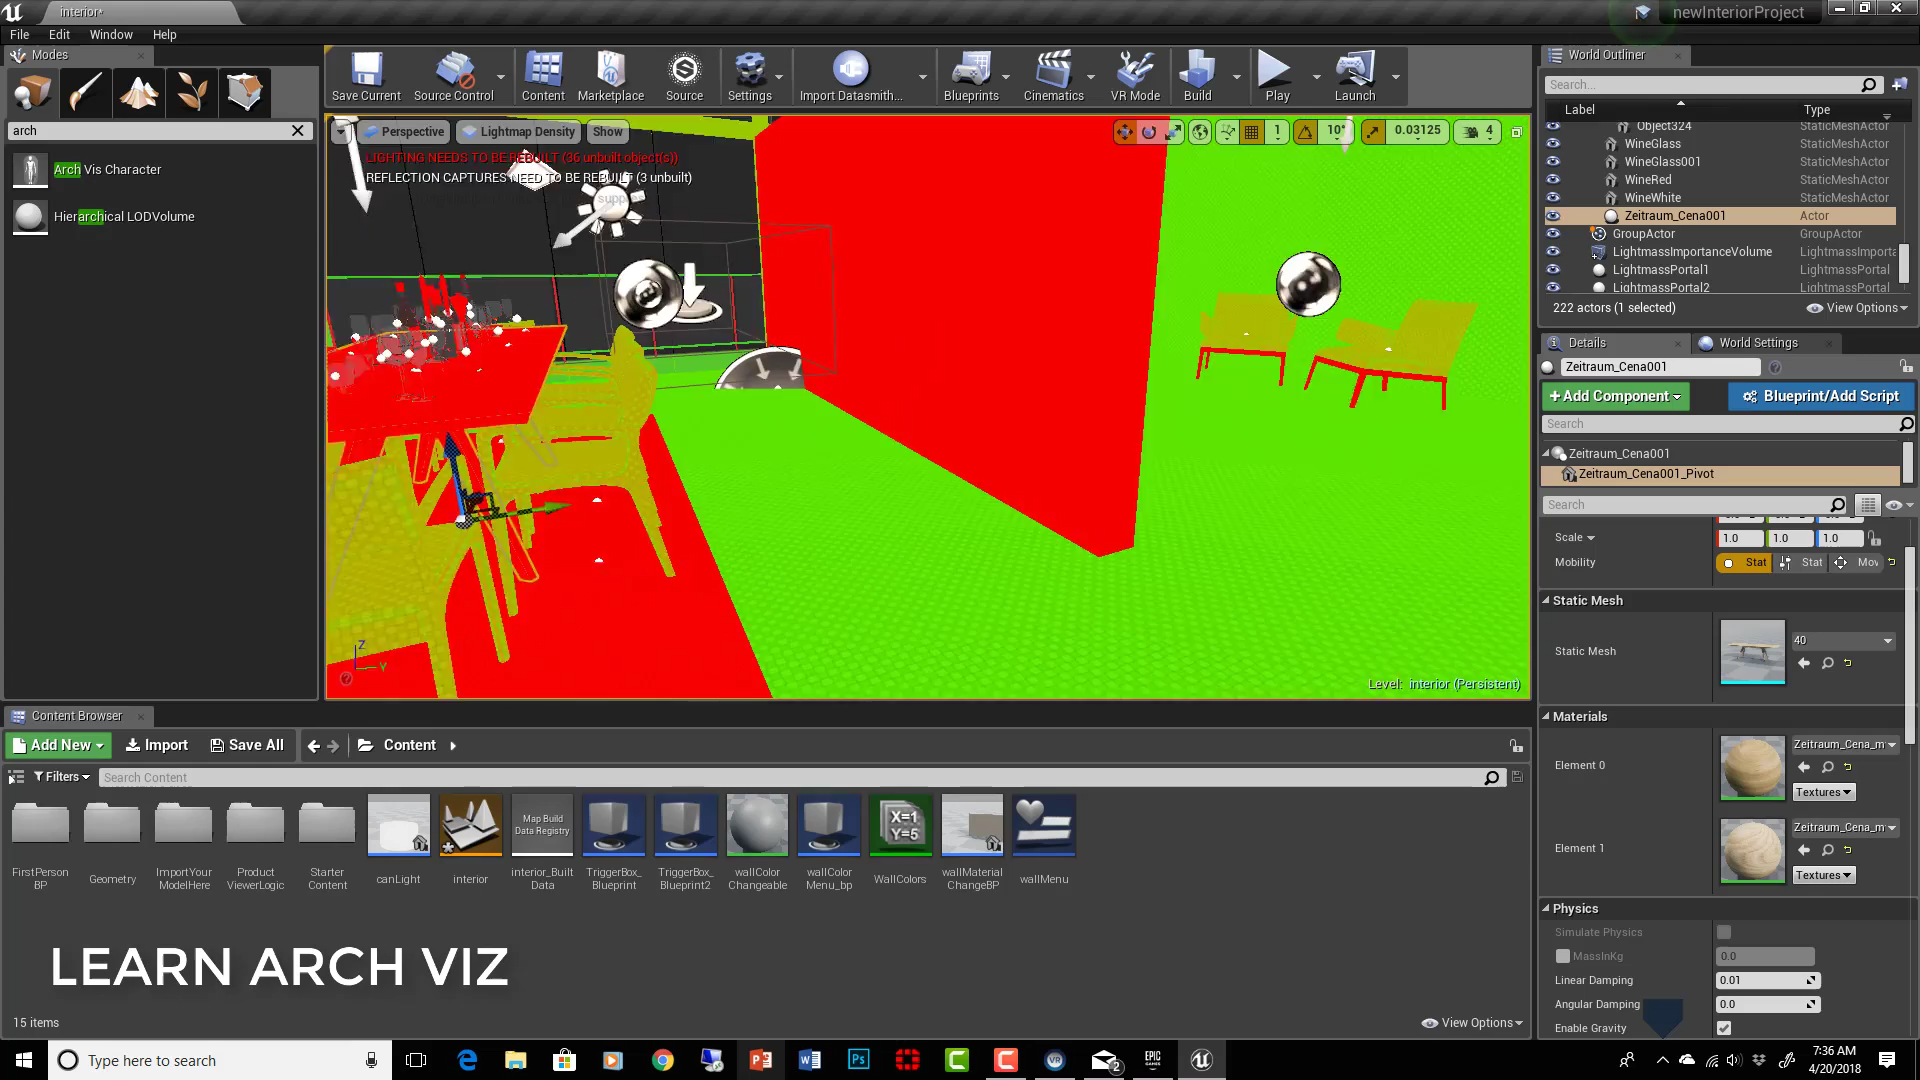 interior*
newInteriorProject
File Edit Window Help
Modes
arch
Arch Vis Character
Hierarchical LODVolume
Save Current Source Control Content Marketplace Source Settings Import Datasmith... Blueprints Cinematics VR Mode Build Play Launch
Perspective Lightmap Density Show
1 10° 0.03125 4
LIGHTING NEEDS TO BE REBUILT (36 unbuilt object(s))
REFLECTION CAPTURES NEED TO BE REBUILT (3 unbuilt)
Z
Y
Level: interior (Persistent)
World Outliner
Search...
Label Type
Object324 StaticMeshActor
WineGlass StaticMeshActor
WineGlass001 StaticMeshActor
WineRed StaticMeshActor
WineWhite StaticMeshActor
Zeitraum_Cena001 Actor
GroupActor GroupActor
LightmassImportanceVolume LightmassImporta
LightmassPortal1 LightmassPortal
LightmassPortal2 LightmassPortal
222 actors (1 selected) View Options
Details World Settings
Zeitraum_Cena001
+Add Component Blueprint/Add Script
Search
Zeitraum_Cena001
Zeitraum_Cena001_Pivot
Search
Scale 1.0 1.0 1.0
Mobility Stat Stat Mov
Static Mesh
Static Mesh 40
Materials
Element 0 Zeitraum_Cena_m
Textures
Element 1 Zeitraum_Cena_m
Textures
Physics
Simulate Physics
MassInKg 0.0
Linear Damping 0.01
Angular Damping 0.0
Enable Gravity
Content Browser
Add New Import Save All Content
Filters Search Content
Map Build
Data Registry
X=1
Y=5
FirstPerson
BP
Geometry
ImportYour
ModelHere
Product
ViewerLogic
Starter
Content
canLight
interior
interior_Built
Data
TriggerBox_
Blueprint
TriggerBox_
Blueprint2
wallColor
Changeable
wallColor
Menu_bp
WallColors
wallMaterial
ChangeBP
wallMenu
LEARN ARCH VIZ
15 items View Options
Type here to search
2
EPIC
GAMES
7:36 AM
4/20/2018